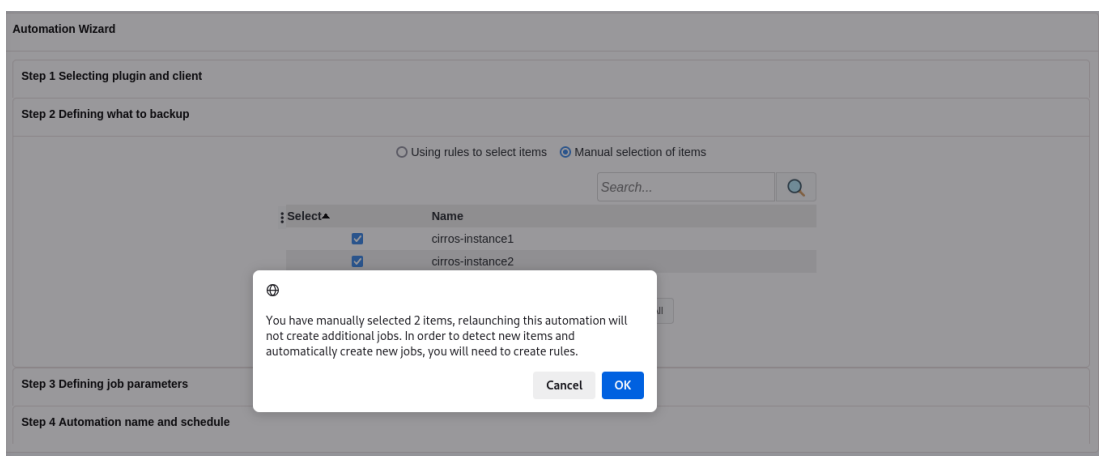 Automation Wizard
Step 1 Selecting plugin and client
Step 2 Defining what to backup
Using rules to select items Manual selection of items
Search...
Select Name
cirros-instance1
cirros-instance2
You have manually selected 2 items, relaunching this automation will
not create additional jobs. In order to detect new items and
automatically create new jobs, you will need to create rules.
Cancel OK
Step 3 Defining job parameters
Step 4 Automation name and schedule